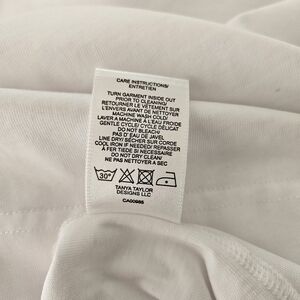 CARE INSTRUCTIONS/
ENTRETIEN
TURN GARMENT INSIDE OUT
PRIOR TO CLEANING/
RETOURNER LE VÊTEMENT SUR
L'ENVERS AVANT DE NETTOYER
MACHINE WASH COLD/
LAVER A MACHINE A L'EAU FROIDE
GENTLE CYCLE/ CYCLE DELICAT
DO NOT BLEACH/
PAS D'EAU DE JAVEL
LINE DRY/ SÉCHER SUR CORDE
COOL IRON IF NEEDED/ REPASSER
À FER TIEDE SI NECESSAIRE
DO NOT DRY CLEAN/
NE PAS NETTOYER A SEC
30°
TANYA TAYLOR
DESIGNS LLC
CA00985